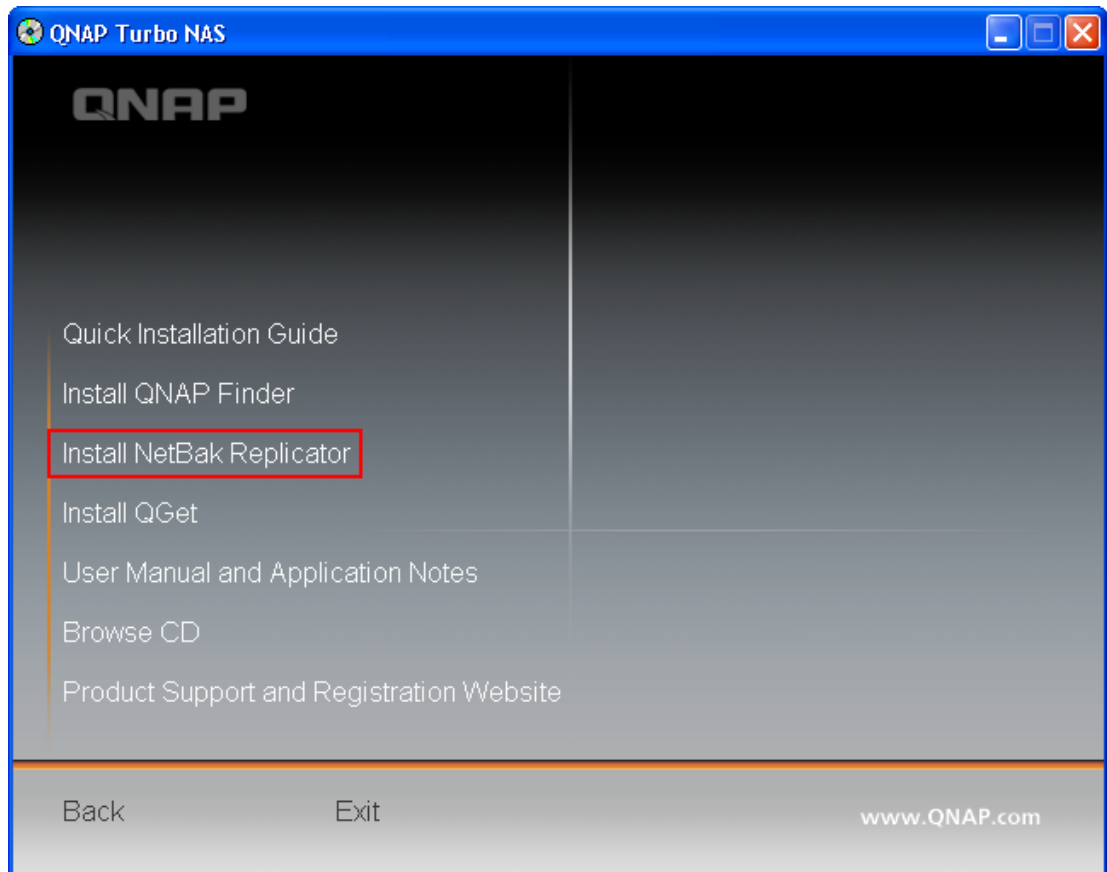 QNAP Turbo NAS
QNAP
Quick Installation Guide
Install QNAP Finder
Install NetBak Replicator
Install QGet
User Manual and Application Notes
Browse CD
Product Support and Registration Website
Back
Exit
www.QNAP.com